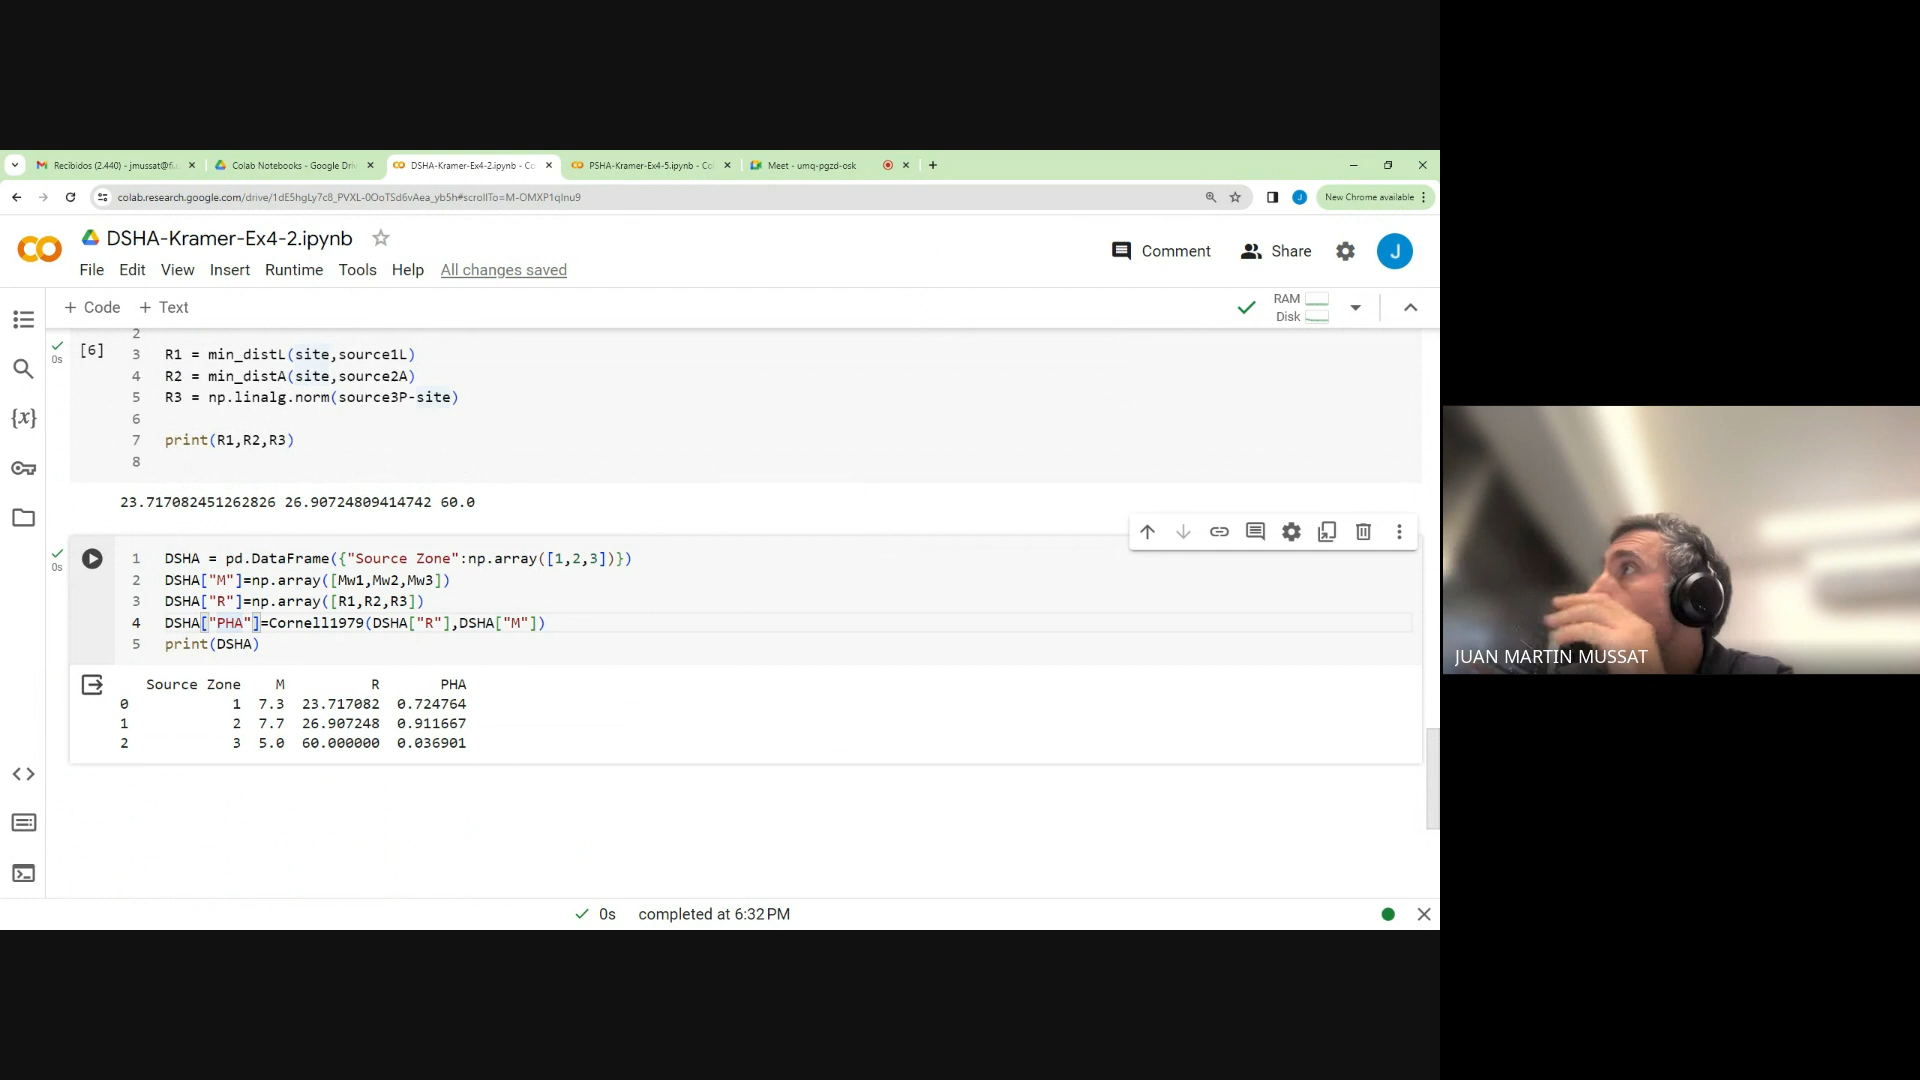 Recibidos (2.440) - jmussat@fi.u
Colab Notebooks - Google Driv
DSHA-Kramer-Ex4-2.ipynb - Co
PSHA-Kramer-Ex4-5.ipynb - Col
Meet - umq-pgzd-osk
colab.research.google.com/drive/1dE5hgLy7c8_PVXL-0OoTSd6vAea_yb5h#scrollTo=M-OMXP1qInu9
J
New Chrome available
DSHA-Kramer-Ex4-2.ipynb
Comment
Share
J
File Edit View Insert Runtime Tools Help All changes saved
+ Code + Text
RAM
Disk
2
[6]
0s
3 R1 = min_distL(site,source1L)
4 R2 = min_distA(site,source2A)
5 R3 = np.linalg.norm(source3P-site)
6
7 print(R1,R2,R3)
8
23.717082451262826 26.90724809414742 60.0
0s
1 DSHA = pd.DataFrame({"Source Zone":np.array([1,2,3])})
2 DSHA["M"]=np.array([Mw1,Mw2,Mw3])
3 DSHA["R"]=np.array([R1,R2,R3])
4 DSHA["PHA"]=Cornell1979(DSHA["R"],DSHA["M"])
5 print(DSHA)
Source Zone M R PHA
0 1 7.3 23.717082 0.724764
1 2 7.7 26.907248 0.911667
2 3 5.0 60.000000 0.036901
0s completed at 6:32 PM
JUAN MARTIN MUSSAT